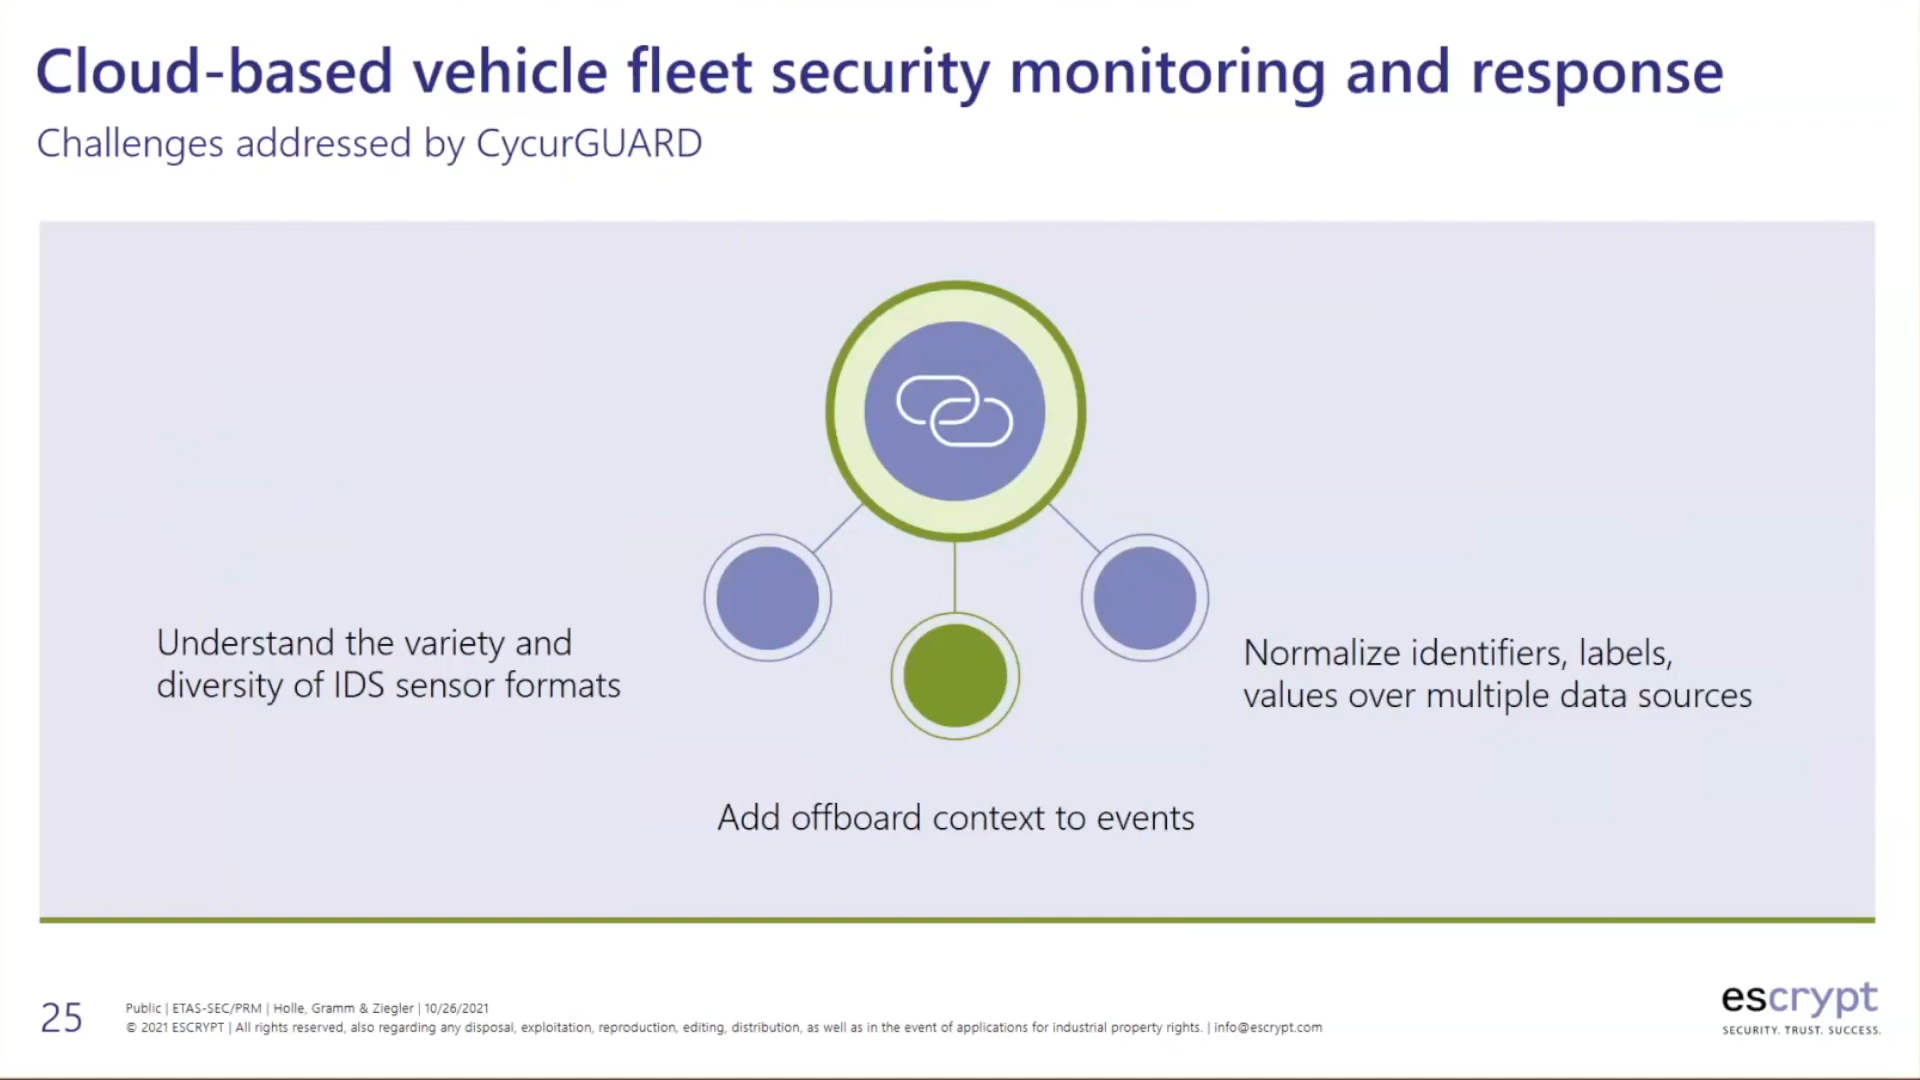 Cloud-based vehicle fleet security monitoring and response
Challenges addressed by CycurGUARD
Understand the variety and
diversity of IDS sensor formats
Normalize identifiers, labels,
values over multiple data sources
Add offboard context to events
25
Public | ETAS-SEC/PRM | Holle, Gramm & Ziegler | 10/26/2021
© 2021 ESCRYPT | All rights reserved, also regarding any disposal, exploitation, reproduction, editing, distribution, as well as in the event of applications for industrial property rights. | info@escrypt.com
escrypt
SECURITY. TRUST. SUCCESS.